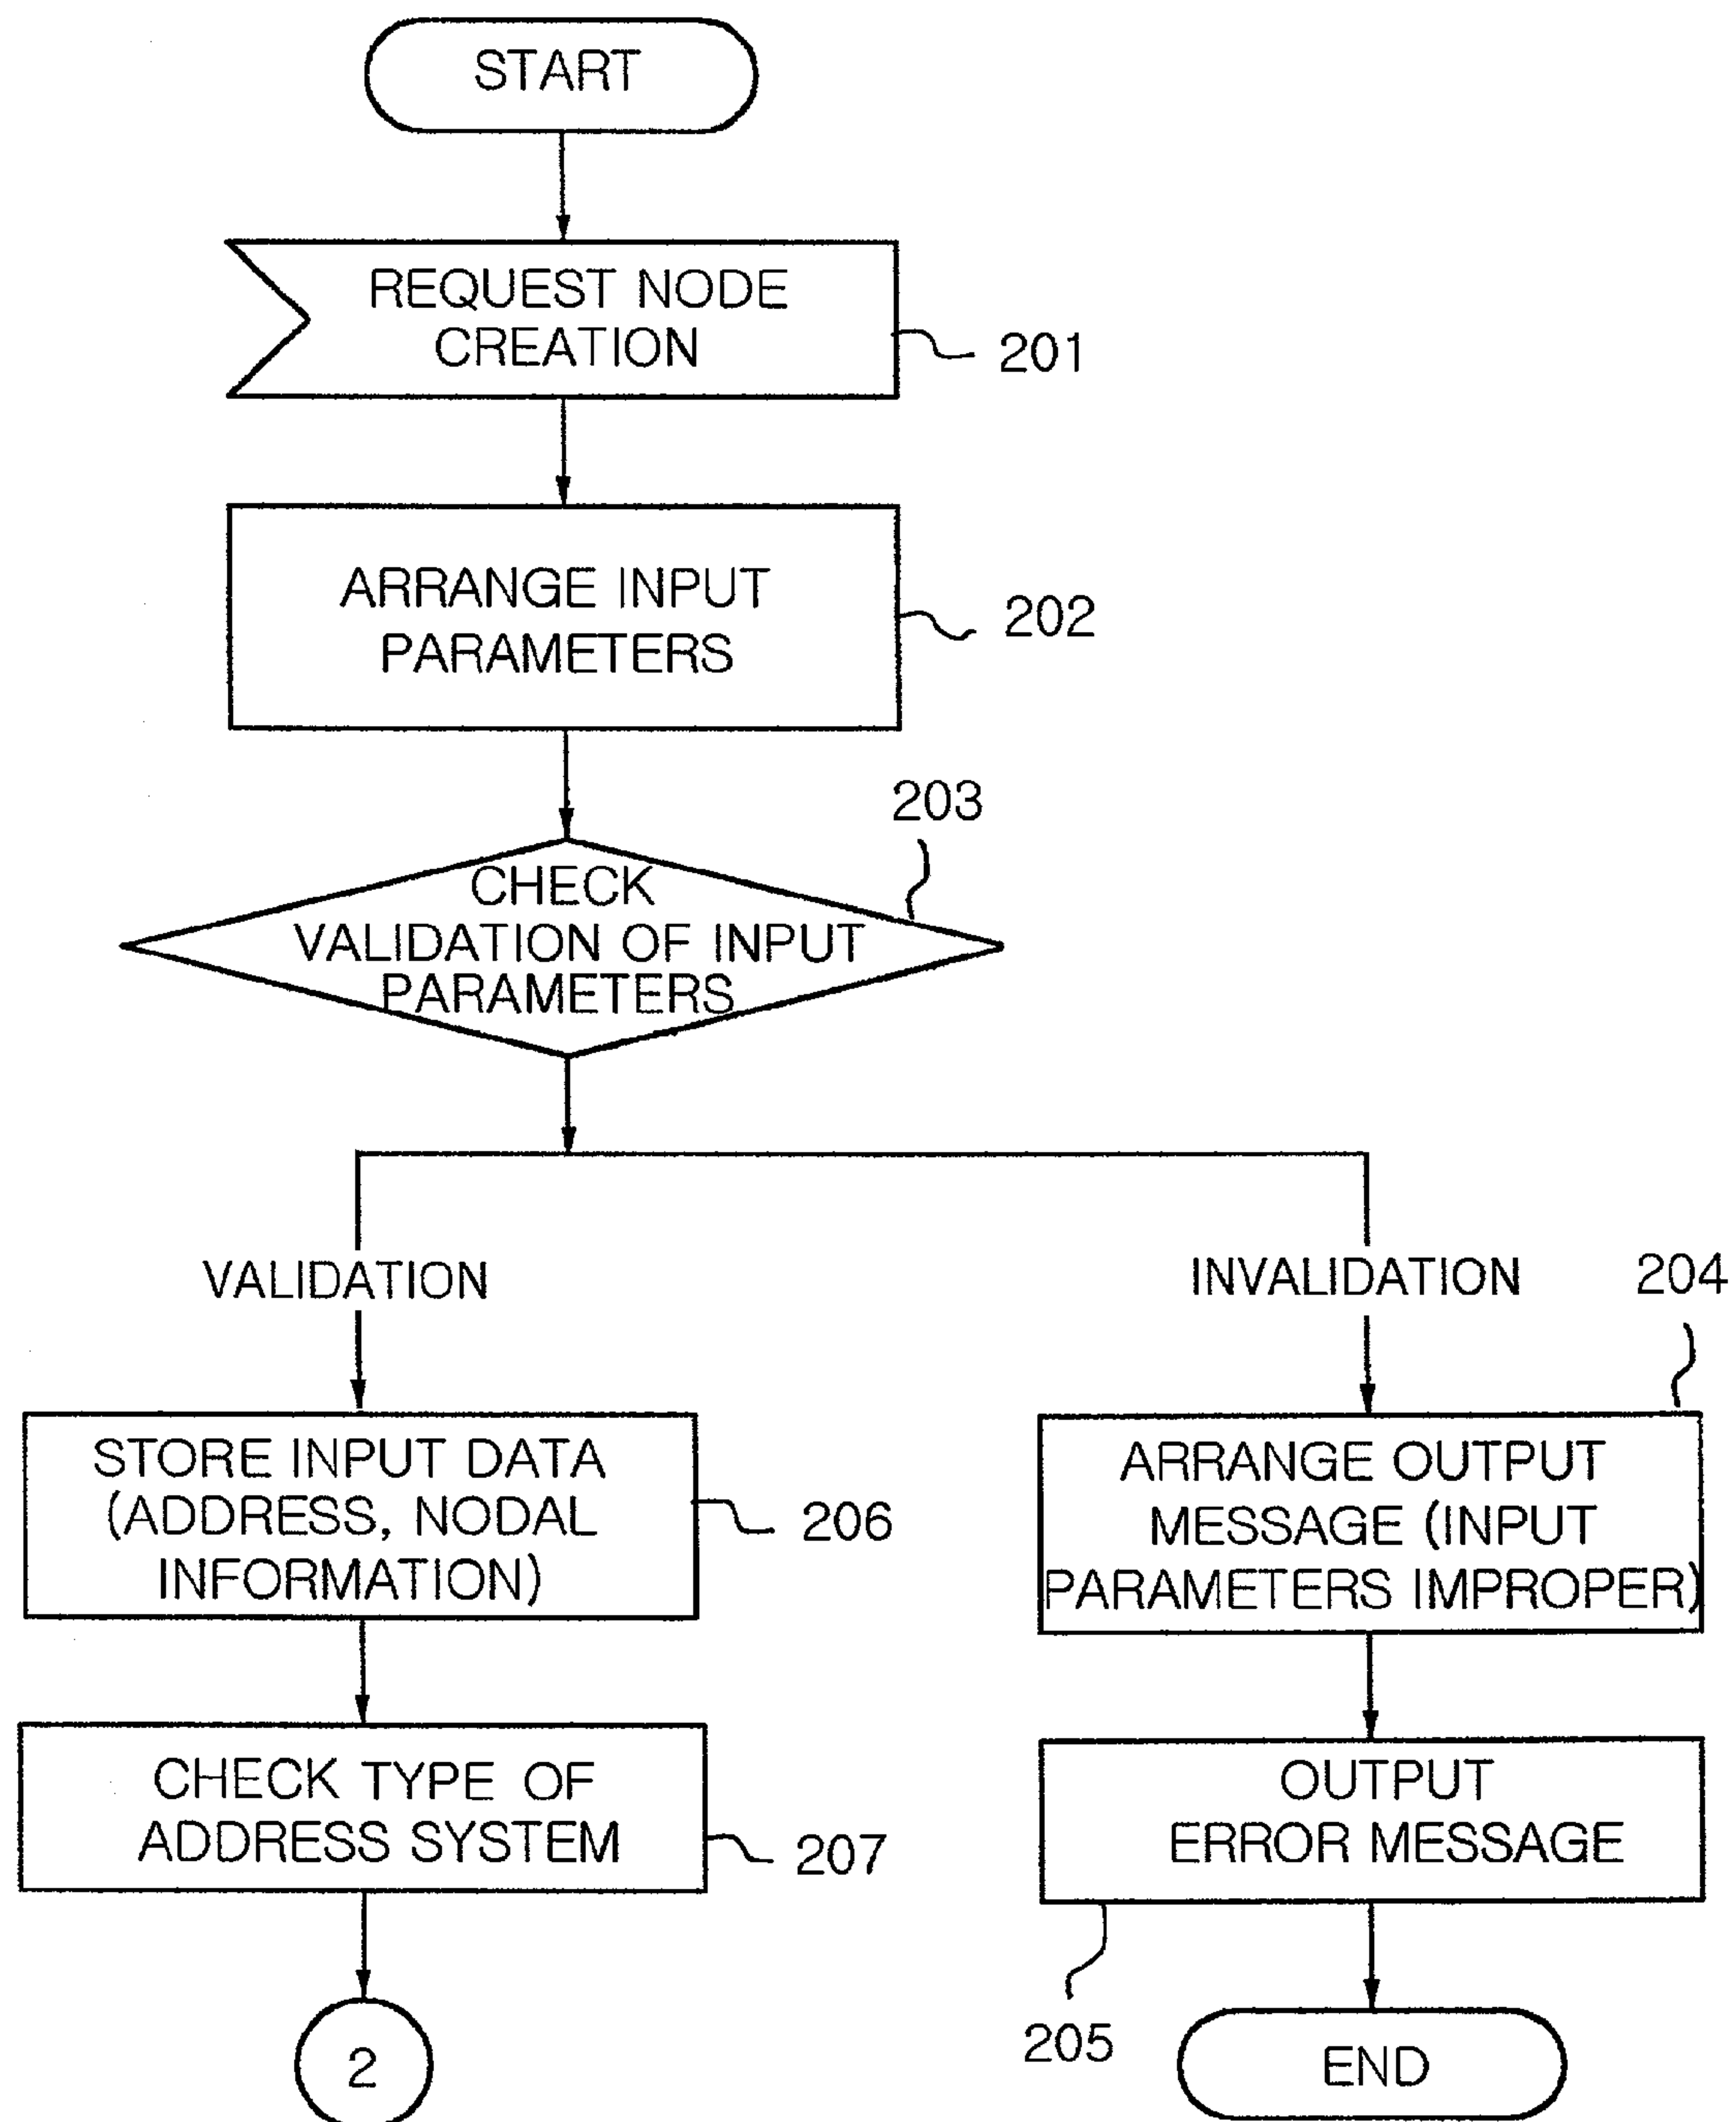 START
REQUEST NODE
CREATION
201
ARRANGE INPUT
PARAMETERS
202
203
CHECK
VALIDATION OF INPUT
PARAMETERS
VALIDATION
INVALIDATION
204
STORE INPUT DATA
(ADDRESS, NODAL
INFORMATION)
206
ARRANGE OUTPUT
MESSAGE (INPUT
PARAMETERS IMPROPER)
CHECK TYPE OF
ADDRESS SYSTEM
207
OUTPUT
ERROR MESSAGE
205
2
END